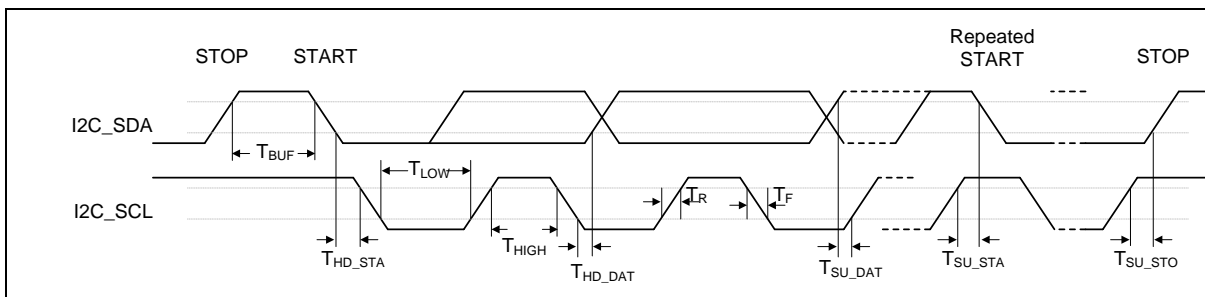 Repeated
STOP START START STOP
I2C_SDA
TBUF
TLOW
I2C_SCL
TR TF
THD_STA THIGH THD_DAT TSU_DAT TSU_STA TSU_STO